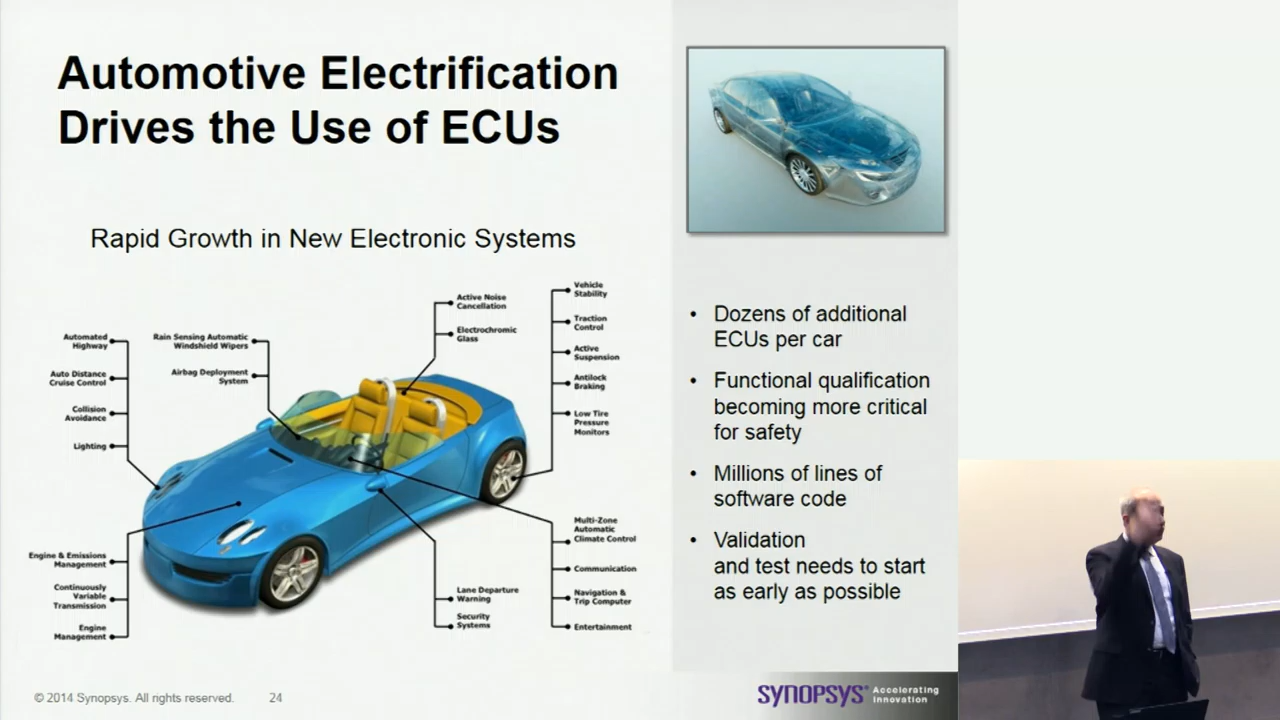 Automotive Electrification
Drives the Use of ECUs
Rapid Growth in New Electronic Systems
Automated
Highway
Auto Distance
Cruise Control
Collision
Avoidance
Lighting
Rain Sensing Automatic
Windshield Wipers
Airbag Deployment
System
Active Noise
Cancellation
Electrochromic
Glass
Vehicle
Stability
Traction
Control
Active
Suspension
Antilock
Braking
Low Tire
Pressure
Monitors
Engine & Emissions
Management
Continuously
Variable
Transmission
Engine
Management
Lane Departure
Warning
Security
Systems
Multi-Zone
Automatic
Climate Control
Communication
Navigation &
Trip Computer
Entertainment
• Dozens of additional
ECUs per car
• Functional qualification
becoming more critical
for safety
• Millions of lines of
software code
• Validation
and test needs to start
as early as possible
© 2014 Synopsys. All rights reserved.
24
SYNOPSYS®
Accelerating
Innovation